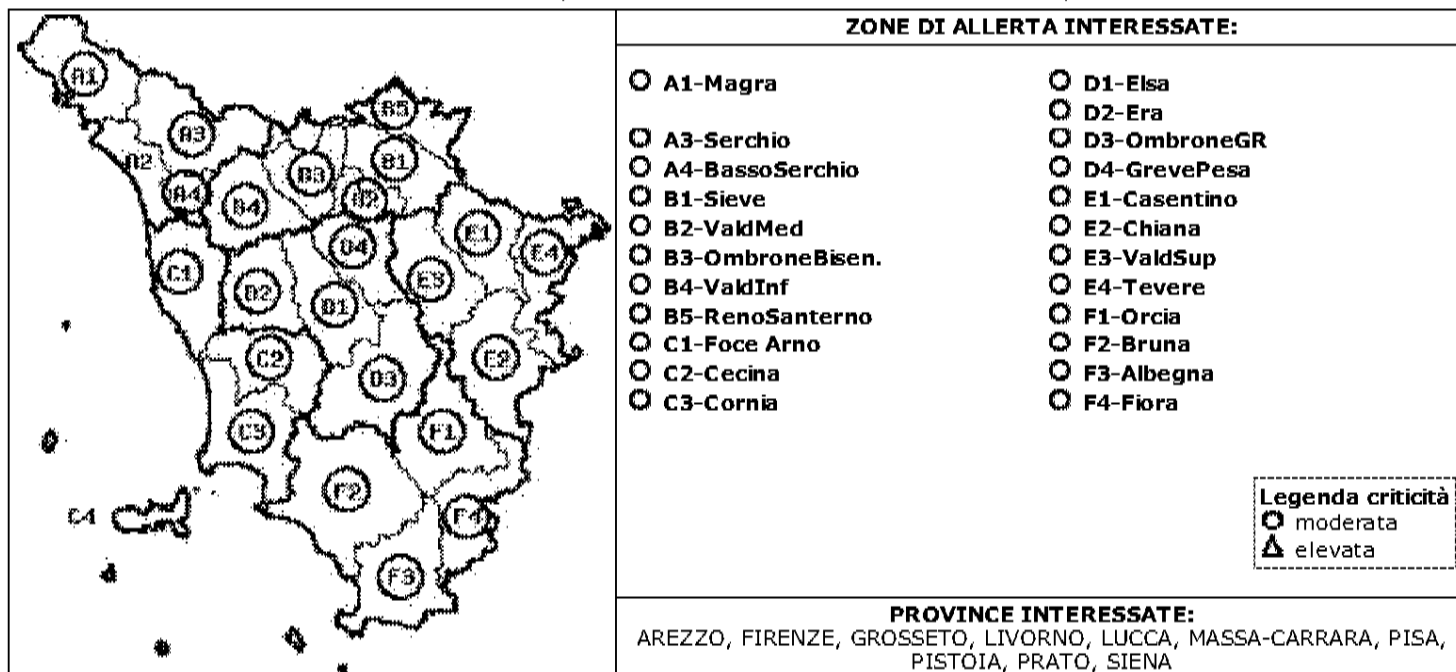 ZONE DI ALLERTA INTERESSATE:
A1-Magra
A3-Serchio
A4-BassoSerchio
B1-Sieve
B2-ValdMed
B3-OmbroneBisen.
B4-ValdInf
B5-RenoSanterno
C1-Foce Arno
C2-Cecina
C3-Cornia
D1-Elsa
D2-Era
D3-OmbroneGR
D4-GrevePesa
E1-Casentino
E2-Chiana
E3-ValdSup
E4-Tevere
F1-Orcia
F2-Bruna
F3-Albegna
F4-Fiora
Legenda criticità
moderata
elevata
PROVINCE INTERESSATE:
AREZZO, FIRENZE, GROSSETO, LIVORNO, LUCCA, MASSA-CARRARA, PISA,
PISTOIA, PRATO, SIENA
A1
B5
A3
B1
A2
B3
A4
B2
B4
E1
D4
E4
C1
E3
D2
D1
C2
E2
D3
C3
F1
F2
C4
F4
F3